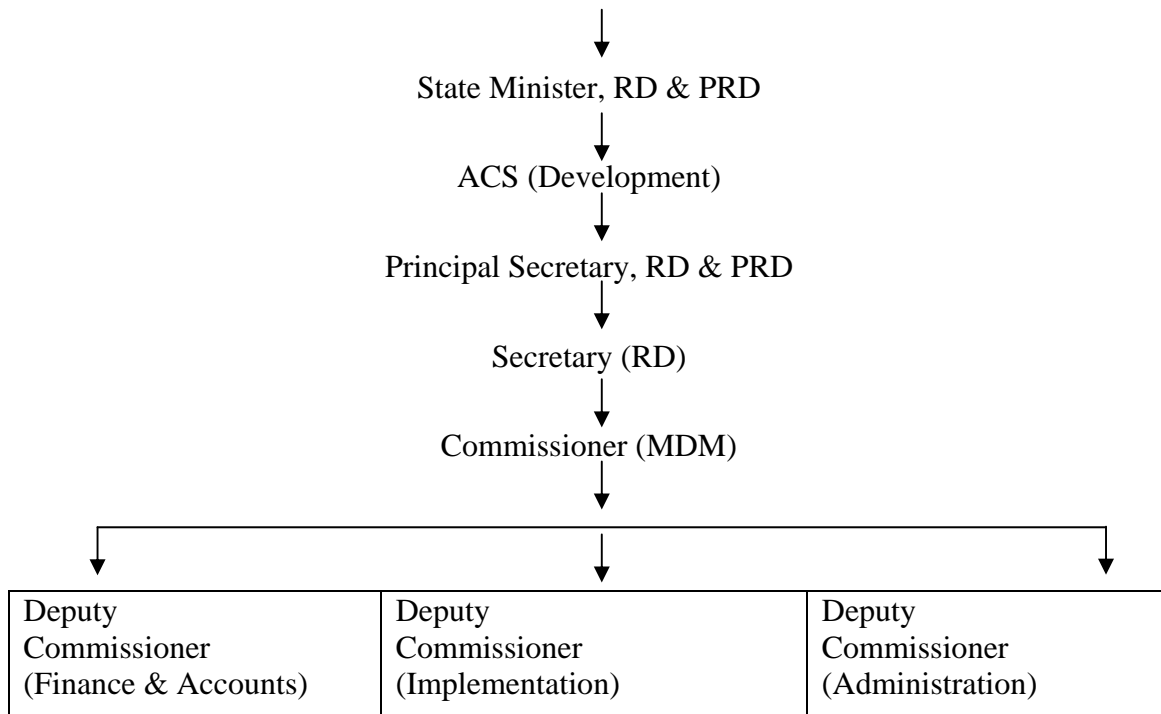 State Minister, RD & PRD
ACS (Development)
Principal Secretary, RD & PRD
Secretary (RD)
Commissioner (MDM)
Deputy
Commissioner
(Finance & Accounts)
Deputy
Commissioner
(Implementation)
Deputy
Commissioner
(Administration)